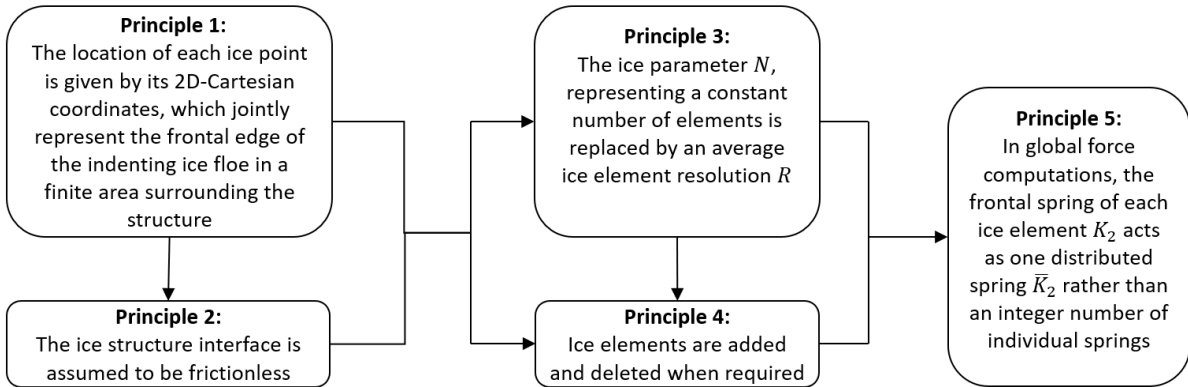 Principle 1:
The location of each ice point
is given by its 2D-Cartesian
coordinates, which jointly
represent the frontal edge of
the indenting ice floe in a
finite area surrounding the
structure
Principle 2:
The ice structure interface is
assumed to be frictionless
Principle 3:
The ice parameter N,
representing a constant
number of elements is
replaced by an average
ice element resolution R
Principle 4:
Ice elements are added
and deleted when required
Principle 5:
In global force
computations, the
frontal spring of each
ice element K₂ acts
as one distributed
spring K̅₂ rather than
an integer number of
individual springs